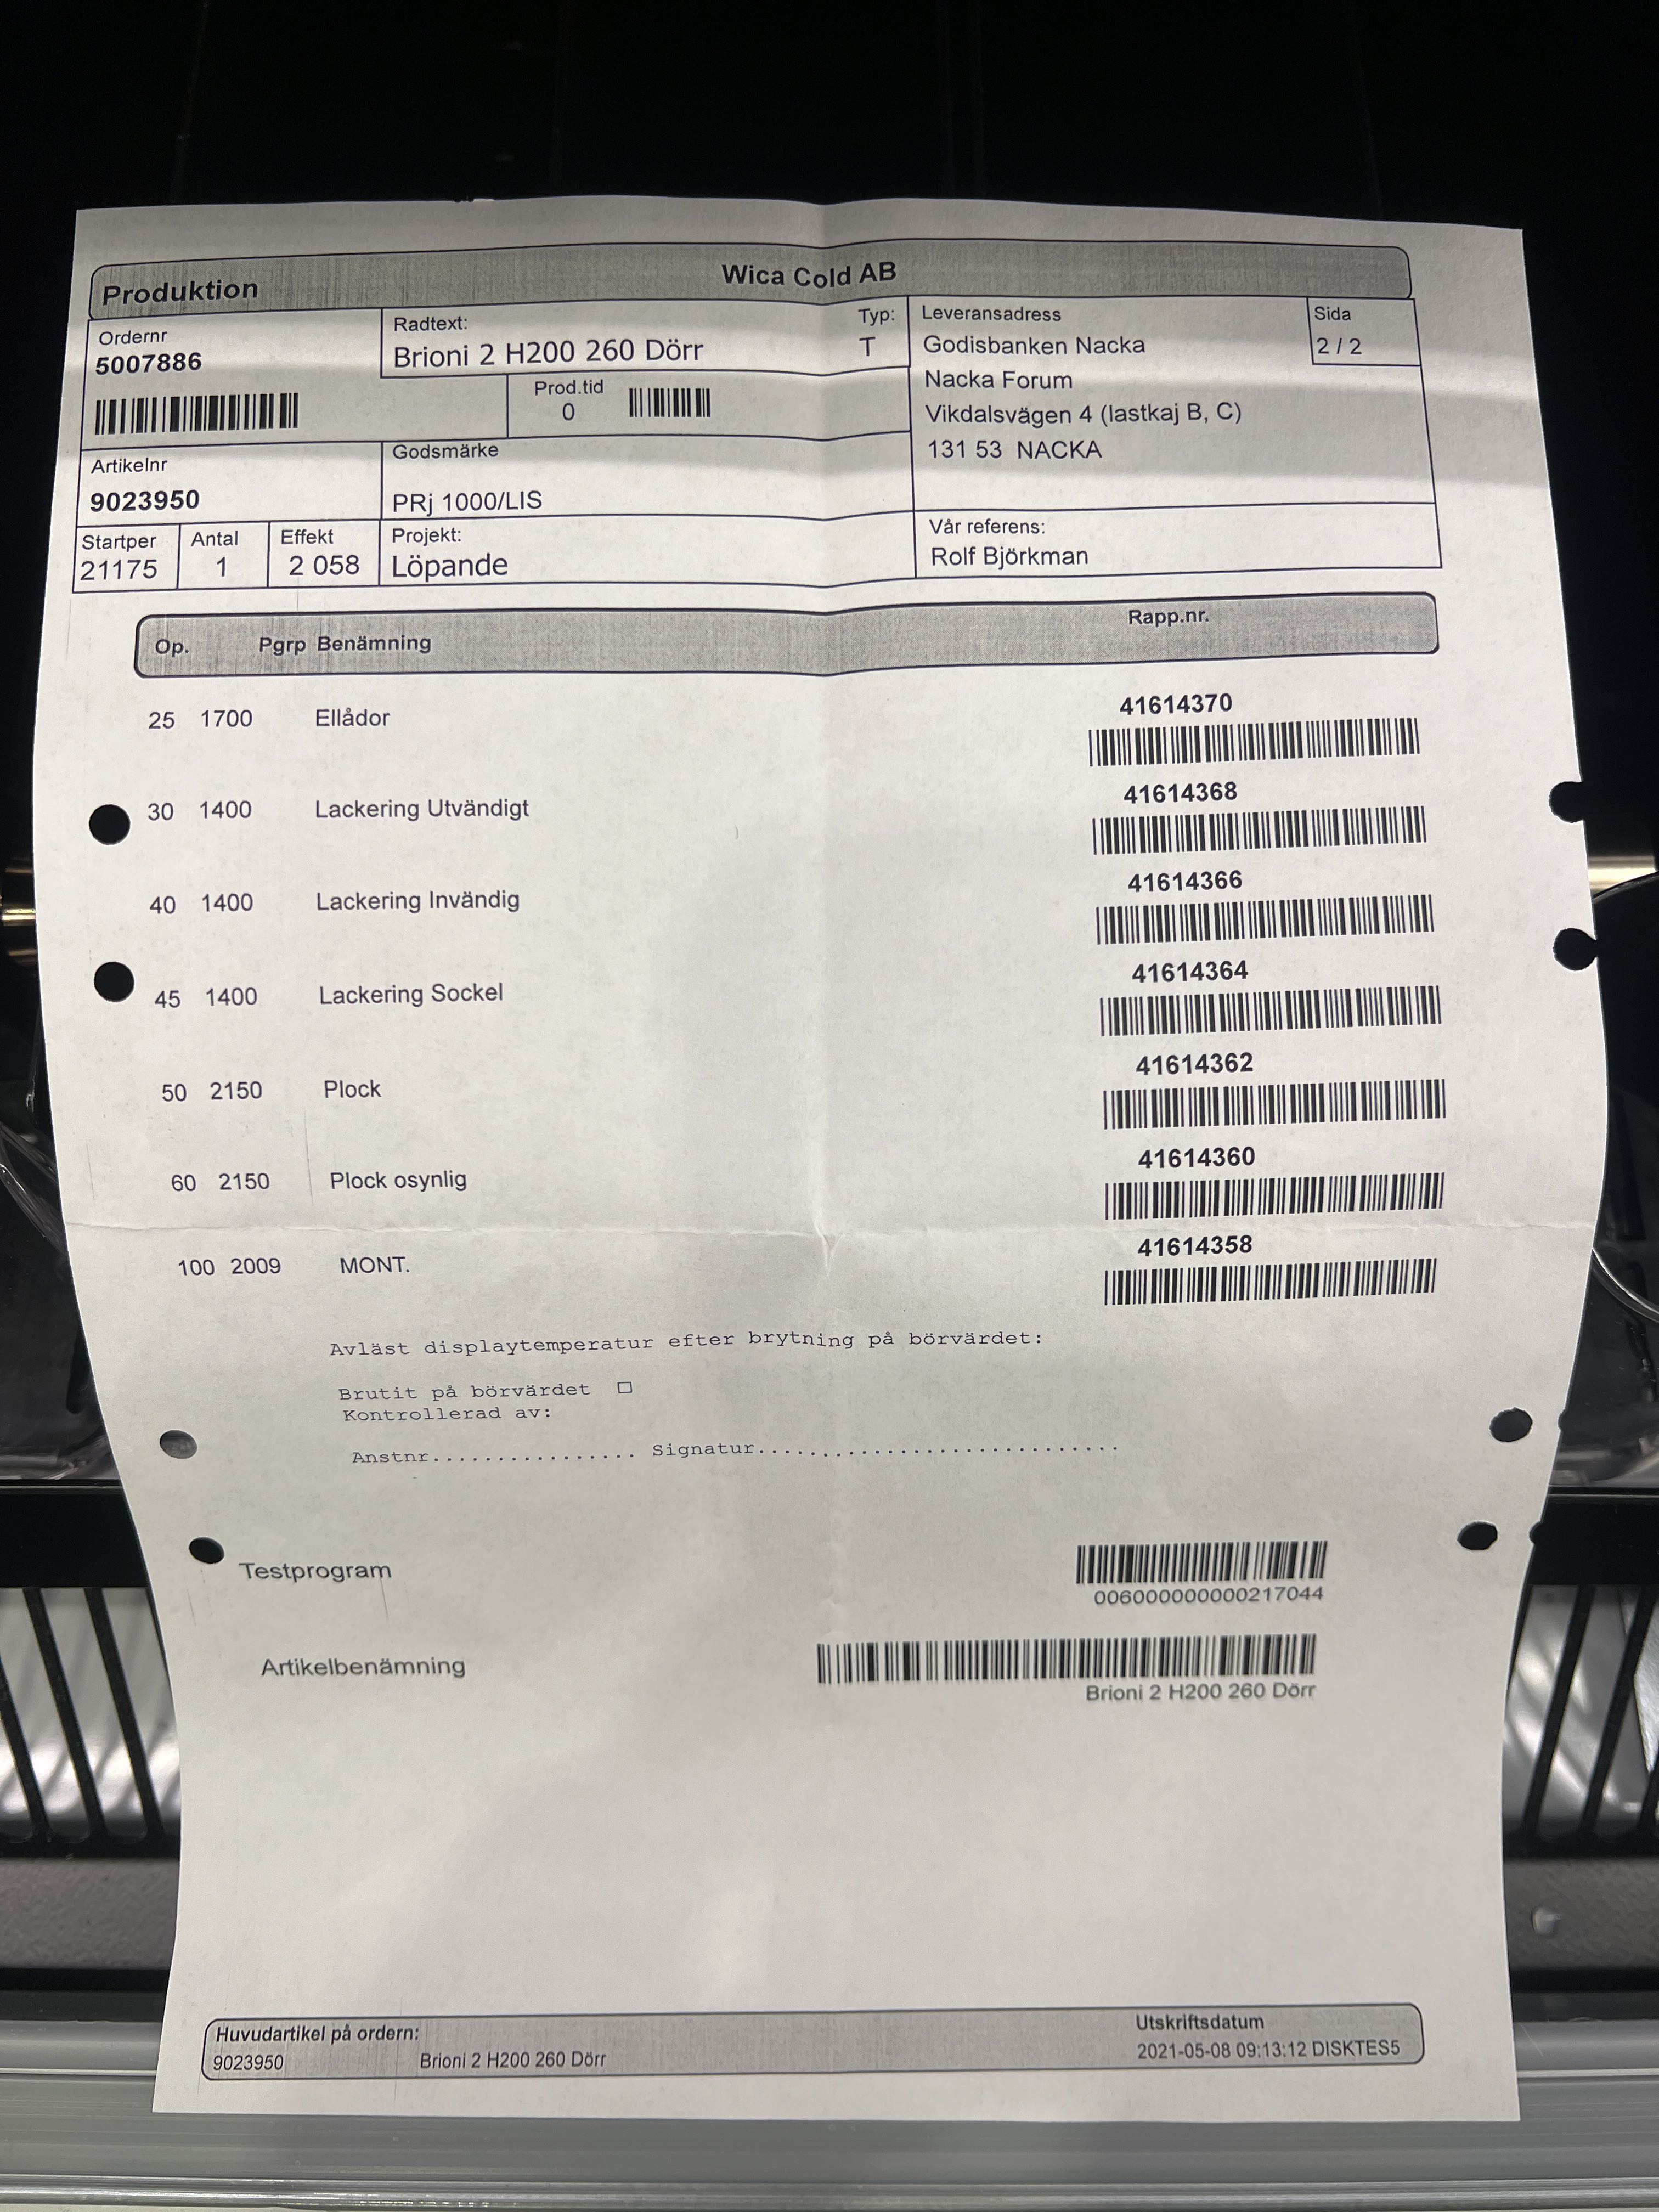 Produktion
Wica Cold AB
Ordernr
5007886
Radtext:
Brioni 2 H200 260 Dörr
Typ:
T
Prod.tid
0
Leveransadress
Godisbanken Nacka
Nacka Forum
Vikdalsvägen 4 (lastkaj B, C)
131 53 NACKA
Sida
2 / 2
Artikelnr
9023950
Godsmärke
PRj 1000/LIS
Startper
21175
Antal
1
Effekt
2 058
Projekt:
Löpande
Vår referens:
Rolf Björkman
Op. Pgrp Benämning Rapp.nr.
25 1700 Ellådor 41614370
30 1400 Lackering Utvändigt 41614368
40 1400 Lackering Invändig 41614366
45 1400 Lackering Sockel 41614364
50 2150 Plock 41614362
60 2150 Plock osynlig 41614360
100 2009 MONT. 41614358
Avläst displaytemperatur efter brytning på börvärdet:
Brutit på börvärdet
Kontrollerad av:
Anstnr................ Signatur............................
Testprogram
006000000000217044
Artikelbenämning
Brioni 2 H200 260 Dörr
Huvudartikel på ordern:
9023950 Brioni 2 H200 260 Dörr
Utskriftsdatum
2021-05-08 09:13:12 DISKTES5